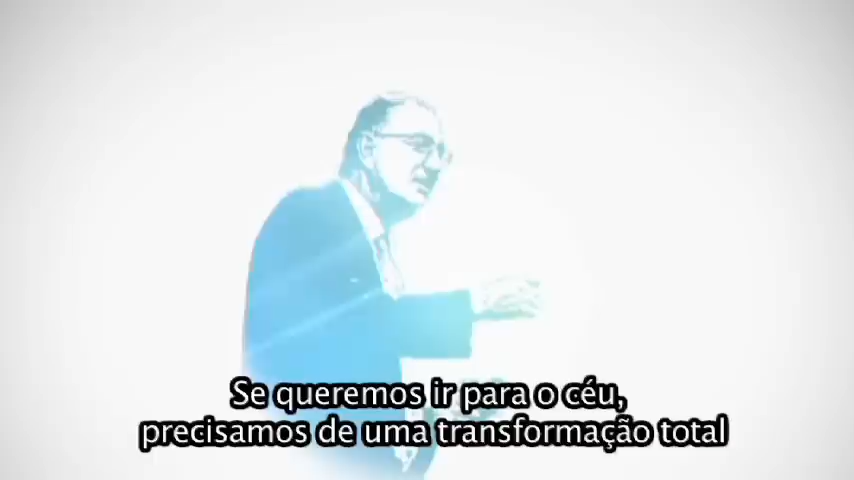 Se queremos ir para o céu,
precisamos de uma transformação total